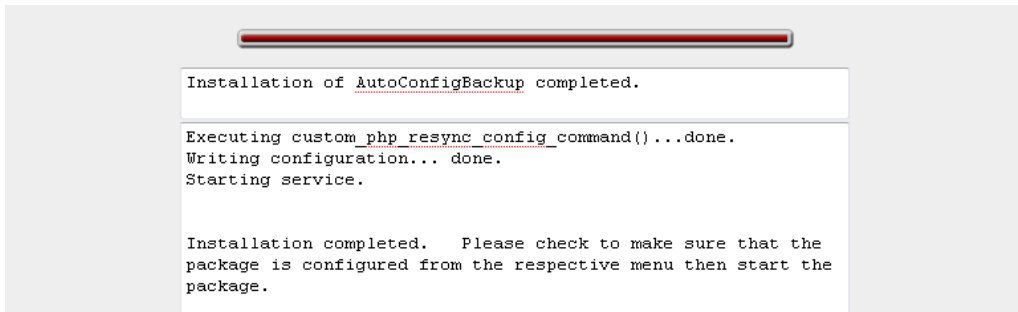 Installation of AutoConfigBackup completed.
Executing custom_php_resync_config_command()...done.
Writing configuration... done.
Starting service.
Installation completed.   Please check to make sure that the
package is configured from the respective menu then start the
package.